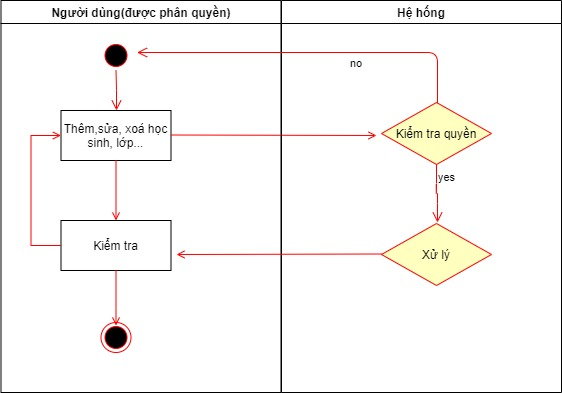 Người dùng(được phân quyền)
Hệ hống
no
Thêm,sửa, xoá học
sinh, lớp...
Kiểm tra quyền
yes
Kiểm tra
Xử lý